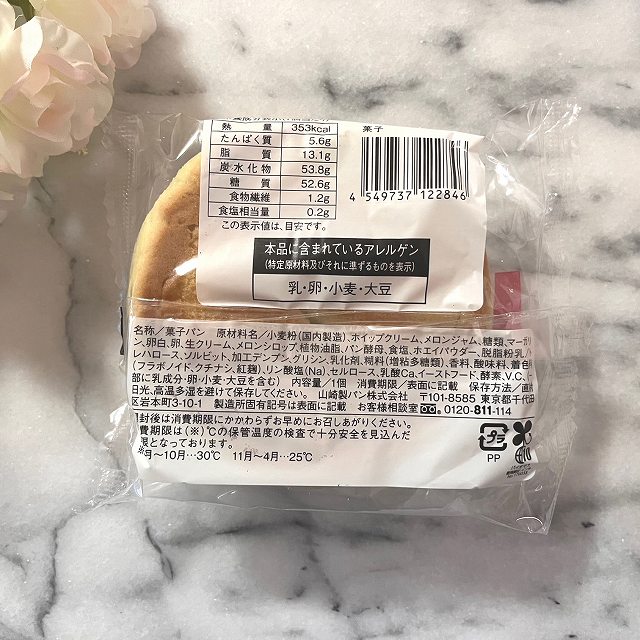 熱 量 353kcal
たんぱく質 5.6g
脂 質 13.1g
炭水化物 53.8g
糖 質 52.6g
食物繊維 1.2g
食塩相当量 0.2g
この表示値は、目安です。
菓子
4 549737 122846
本品に含まれているアレルゲン
(特定原材料及びそれに準ずるものを表示)
乳・卵・小麦・大豆
名称/菓子パン 原材料名/小麦粉(国内製造)、ホイップクリーム、メロンジャム、糖類、マーガリ
ン、卵白、卵、生クリーム、メロンシロップ、植物油脂、パン酵母、食塩、ホエイパウダー、脱脂粉乳/
レハロース、ソルビット、加工デンプン、グリシン、乳化剤、糊料(増粘多糖類)、香料、酸味料、着色
(フラボノイド、クチナシ、紅麹)、リン酸塩(Na)、セルロース、乳酸Ca、イーストフード、酵素、V.C、
部に乳成分・卵・小麦・大豆を含む) 内容量/1個 消費期限/表面に記載 保存方法/直射
日光、高温多湿を避けて保存してください。 山崎製パン株式会社 〒101-8585 東京都千代田
区岩本町3-10-1 製造所固有記号は表面に記載 お客様相談室 0120-811-114
開封後は消費期限にかかわらずお早めにお召しあがりください。
消費期限は(※)℃の保管温度の検査で十分安全を見込んだ
限となっております。
月~10月…30℃ 11月~4月…25℃
プラ
PP